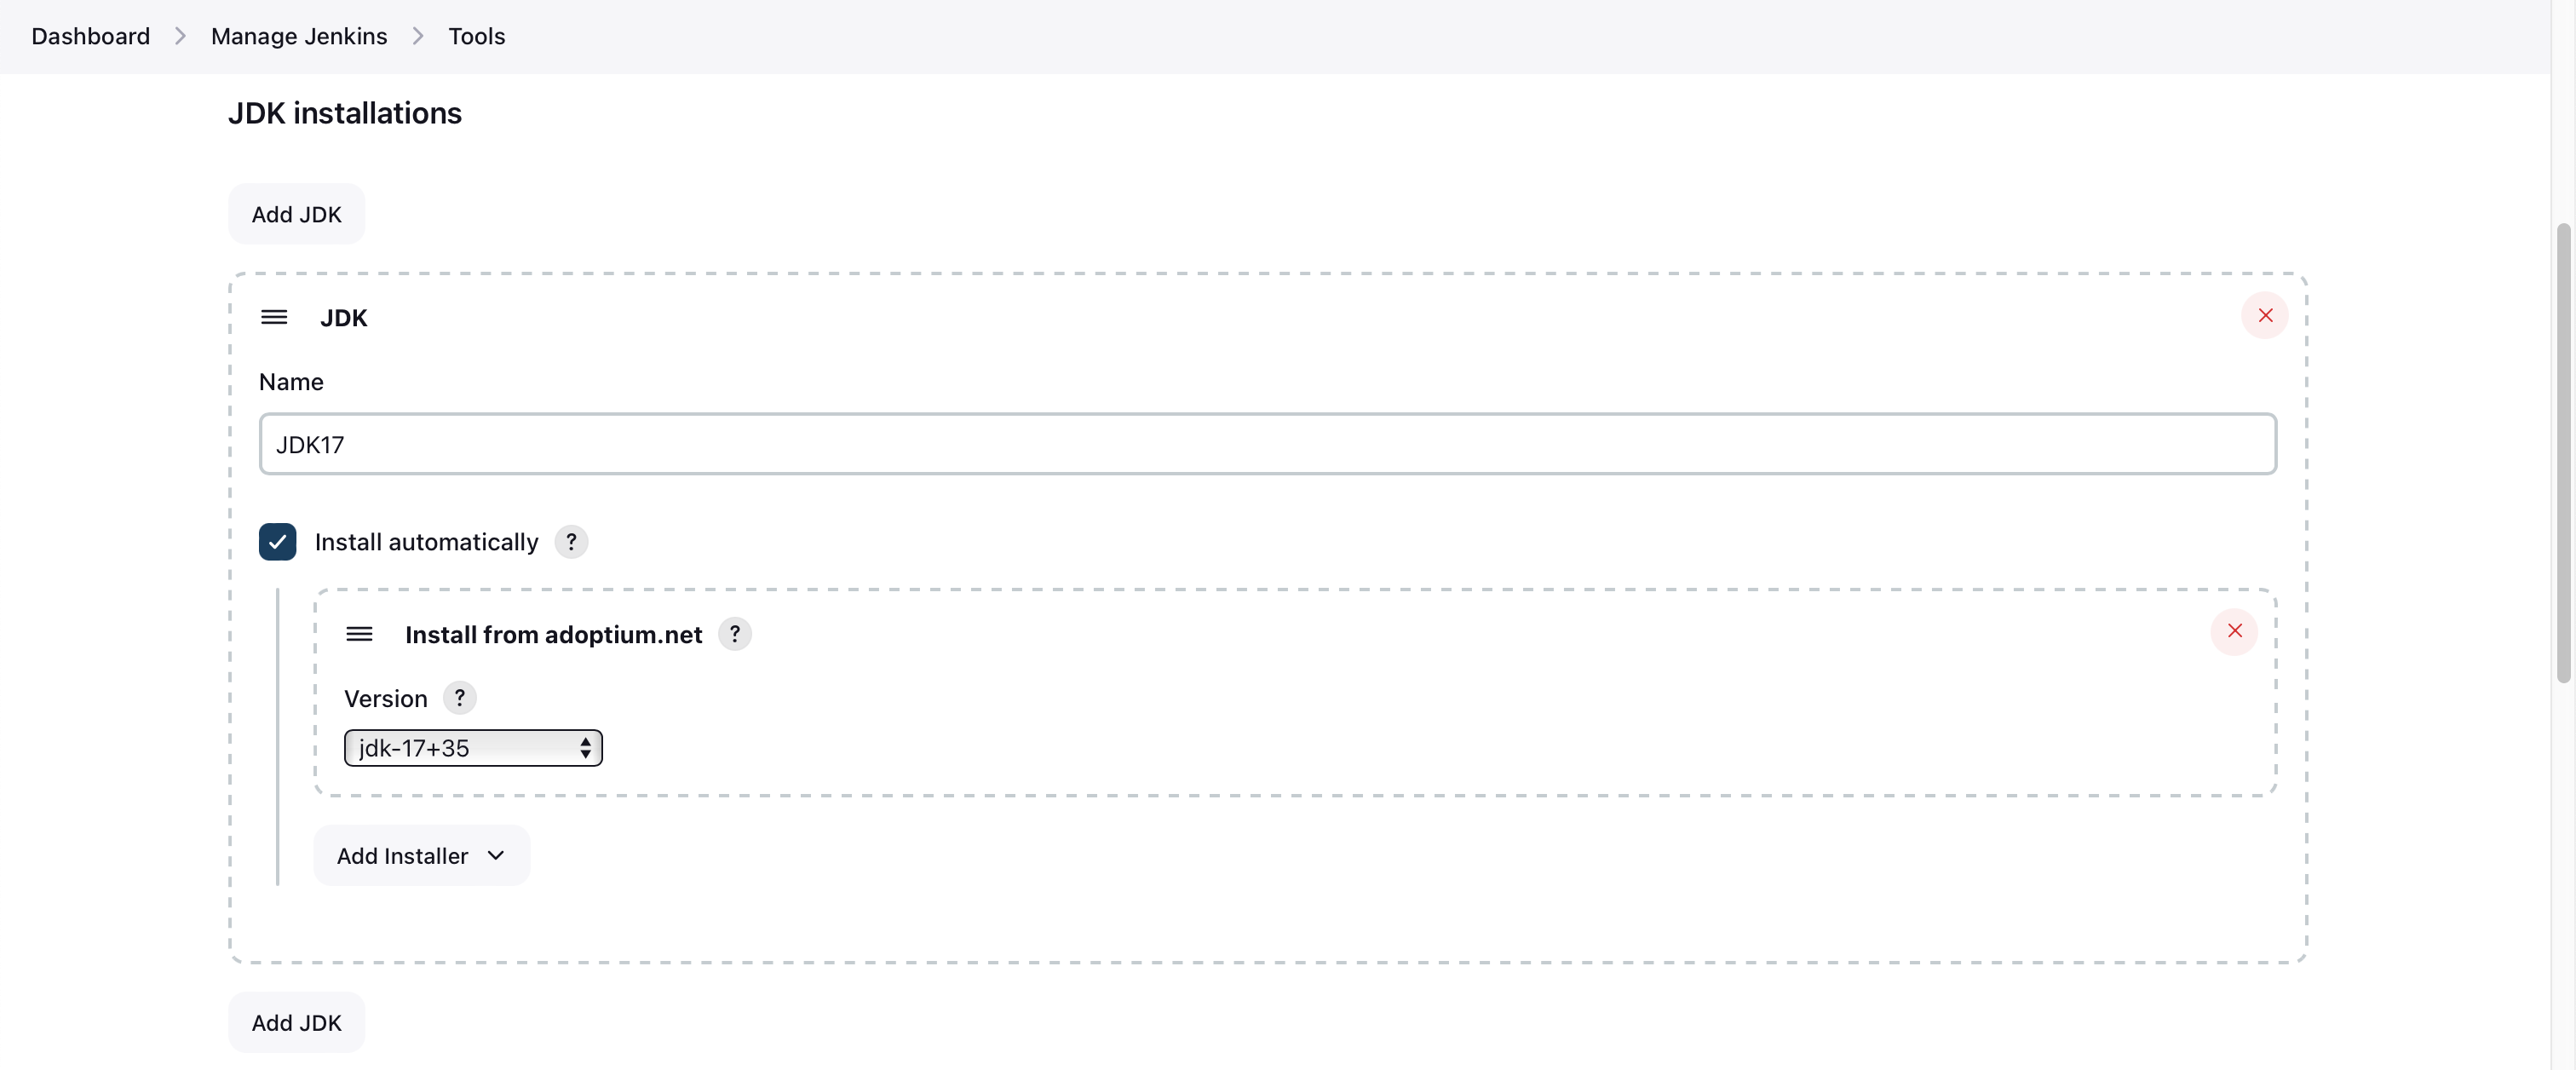 Dashboard > Manage Jenkins > Tools
JDK installations
Add JDK
JDK
Name
JDK17
Install automatically ?
Install from adoptium.net ?
Version ?
jdk-17+35
Add Installer
Add JDK